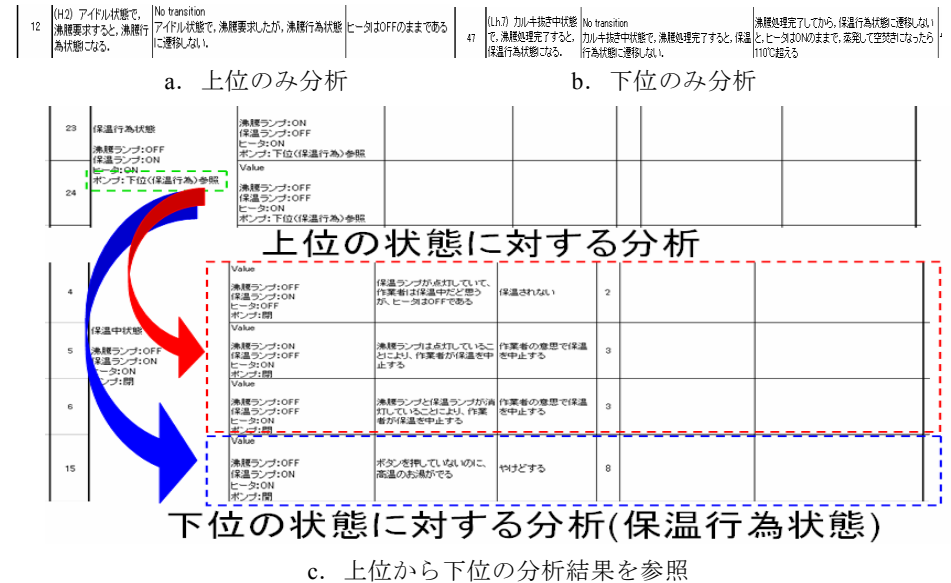 12
(H.2) アイドル状態で,
沸騰要求すると, 沸騰行
為状態になる.
No transition
アイドル状態で, 沸騰要求したが, 沸騰行為状態
に遷移しない.
ヒータはOFFのままである
47
(Lh.7) カルキ抜き中状態
で, 沸騰処理完了すると,
保温行為状態になる.
No transition
カルキ抜き中状態で, 沸騰処理完了すると, 保温
行為状態に遷移しない.
沸騰処理完了してから, 保温行為状態に遷移しない
と, ヒータはONのままで, 蒸発して空焚きになったら
110℃超える
a. 上位のみ分析
b. 下位のみ分析
23
保温行為状態
沸騰ランプ:OFF
保温ランプ:ON
ヒータ:ON
ポンプ:下位(保温行為)参照
沸騰ランプ:ON
保温ランプ:OFF
ヒータ:ON
ポンプ:下位(保温行為)参照
24
Value
沸騰ランプ:OFF
保温ランプ:OFF
ヒータ:ON
ポンプ:下位(保温行為)参照
上位の状態に対する分析
4
Value
沸騰ランプ:OFF
保温ランプ:ON
ヒータ:OFF
ポンプ:閉
保温ランプが点灯していて,
作業者は保温中だと思う
が, ヒータはOFFである
保温されない
2
保温中状態
沸騰ランプ:OFF
保温ランプ:ON
ヒータ:ON
ポンプ:閉
5
Value
沸騰ランプ:ON
保温ランプ:OFF
ヒータ:ON
ポンプ:閉
沸騰ランプは点灯しているこ
とにより, 作業者が保温を中
止する
作業者の意思で保温
を中止する
3
6
Value
沸騰ランプ:OFF
保温ランプ:OFF
ヒータ:ON
ポンプ:閉
沸騰ランプと保温ランプが消
灯していることにより, 作業
者が保温を中止する
作業者の意思で保温
を中止する
3
15
Value
沸騰ランプ:OFF
保温ランプ:ON
ヒータ:ON
ポンプ:開
ボタンを押していないのに,
高温のお湯がでる
やけどする
8
下位の状態に対する分析(保温行為状態)
c. 上位から下位の分析結果を参照